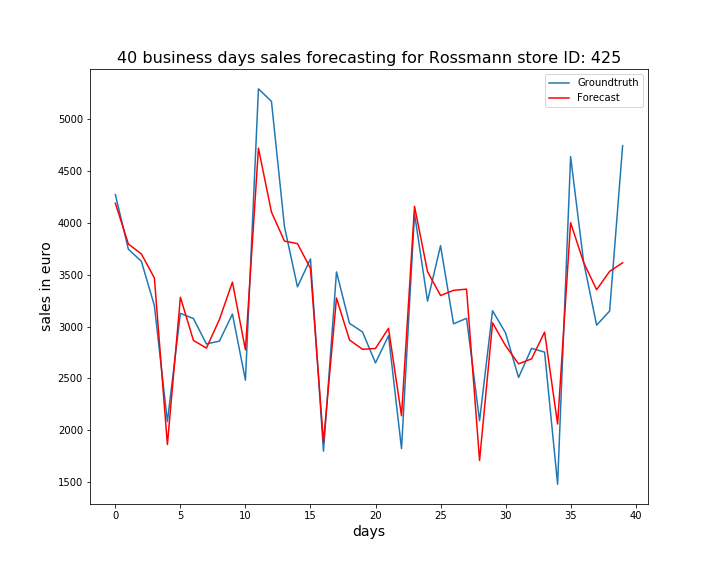 40 business days sales forecasting for Rossmann store ID: 425
Groundtruth
Forecast
5000
4500
4000
3500
3000
2500
2000
1500
sales in euro
0 5 10 15 20 25 30 35 40
days